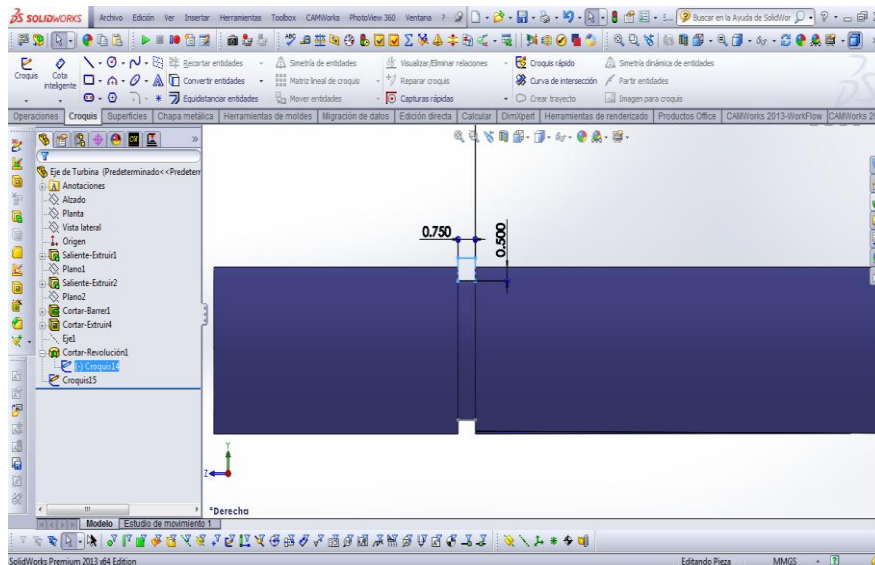 SOLIDWORKS Archivo Edición Ver Insertar Herramientas Toolbox CAMWorks PhotoView 360 Ventana ? Buscar en la Ayuda de SolidWor
Croquis Cota inteligente Recortar entidades Simetría de entidades Visualizar/Eliminar relaciones Croquis rápido Simetría dinámica de entidades
Convertir entidades Matriz lineal de croquis Reparar croquis Curva de intersección Partir entidades
Equidistanciar entidades Mover entidades Capturas rápidas Crear trayecto Imagen para croquis
Operaciones Croquis Superficies Chapa metálica Herramientas de moldes Migración de datos Edición directa Calcular DimXpert Herramientas de renderizado Productos Office CAMWorks 2013-WorkFlow CAMWorks 20
Eje de Turbina (Predeterminado<<Predeterr
Anotaciones
Alzado
Planta
Vista lateral
Origen
Saliente-Extruir1
Plano1
Saliente-Extruir2
Plano2
Cortar-Barrer1
Cortar-Extruir4
Eje1
Cortar-Revolución1
(-) Croquis14
Croquis15
0.750
0.500
Y
Z
*Derecha
Modelo Estudio de movimiento 1
SolidWorks Premium 2013 x64 Edition Editando Pieza MMGS